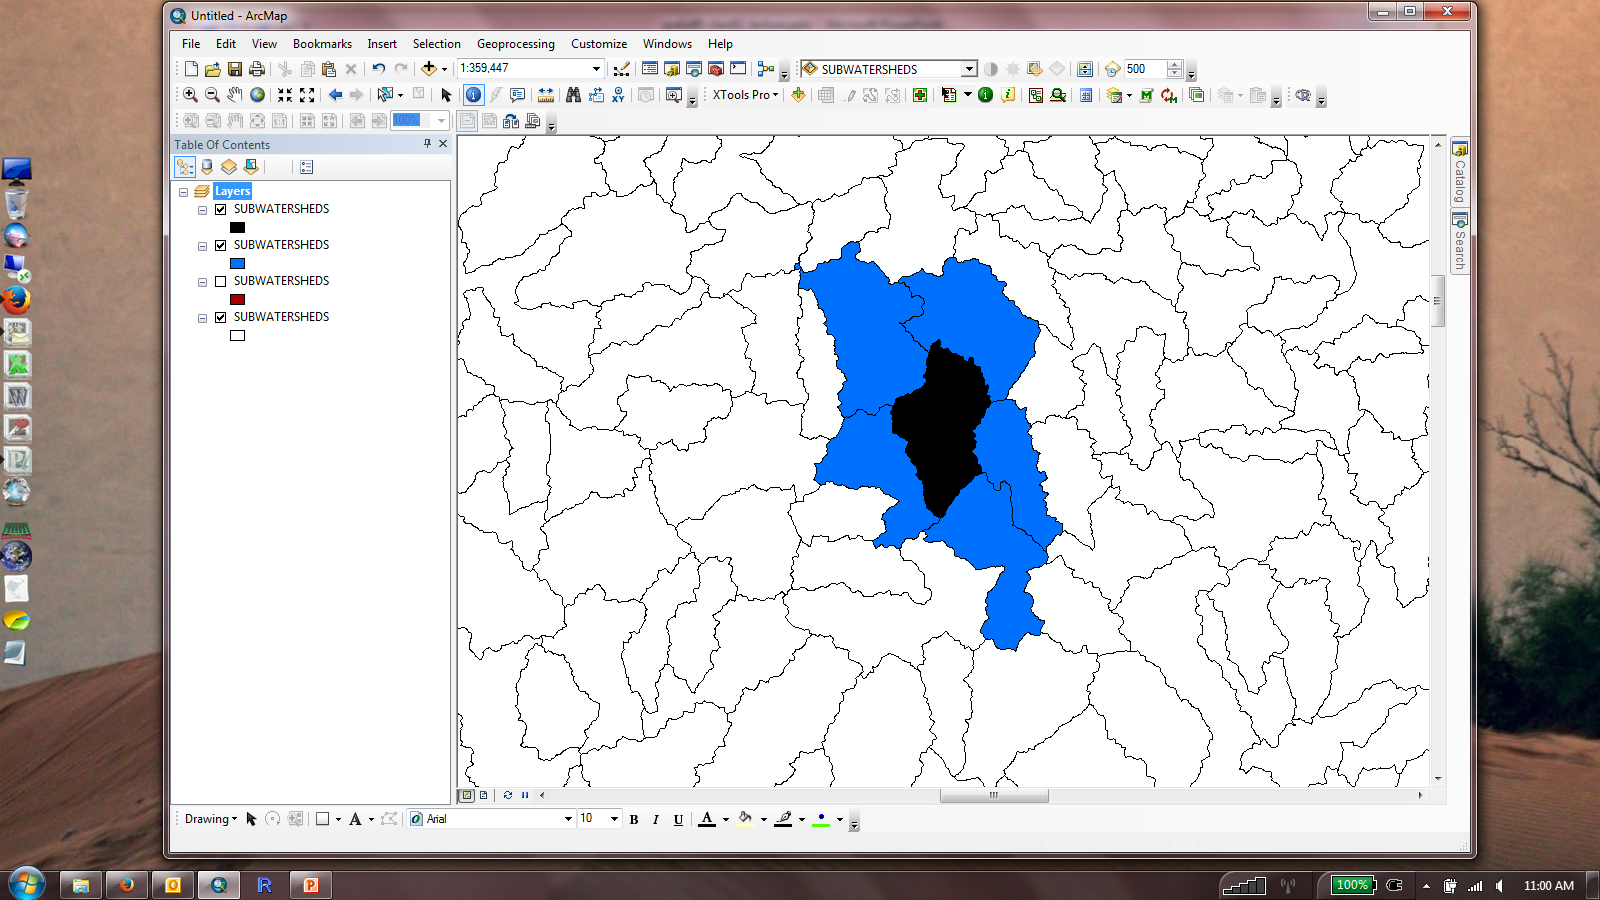 Untitled - ArcMap
File Edit View Bookmarks Insert Selection Geoprocessing Customize Windows Help
1:359,447
SUBWATERSHEDS
500
XTools Pro
100%
Table Of Contents
Layers
SUBWATERSHEDS
SUBWATERSHEDS
SUBWATERSHEDS
SUBWATERSHEDS
Catalog
Search
Drawing
A
Arial
10
B I U A
100%
11:00 AM